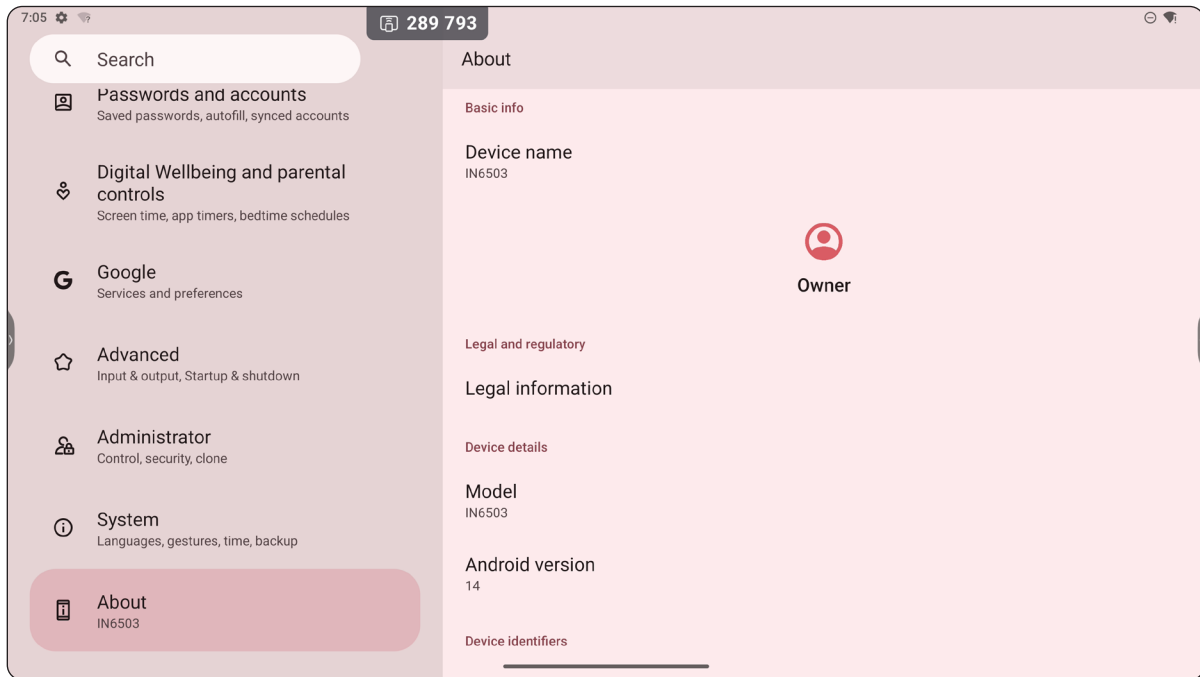 7:05
289 793
Search
Passwords and accounts
Saved passwords, autofill, synced accounts
Digital Wellbeing and parental
controls
Screen time, app timers, bedtime schedules
Google
Services and preferences
Advanced
Input & output, Startup & shutdown
Administrator
Control, security, clone
System
Languages, gestures, time, backup
About
IN6503
About
Basic info
Device name
IN6503
Owner
Legal and regulatory
Legal information
Device details
Model
IN6503
Android version
14
Device identifiers